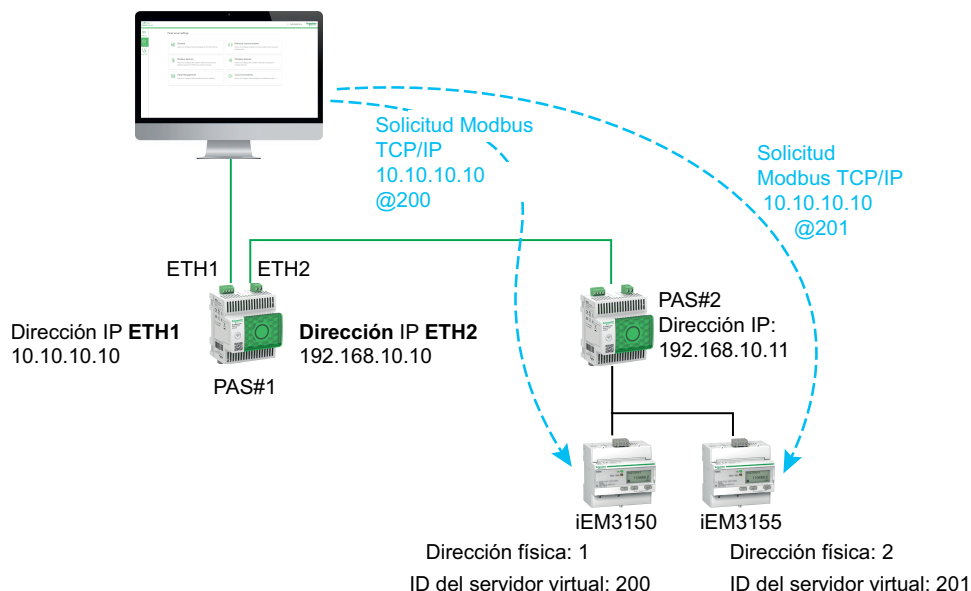 Solicitud Modbus
TCP/IP
10.10.10.10
@200
Solicitud
Modbus TCP/IP
10.10.10.10
@201
ETH1
ETH2
Dirección IP ETH1
10.10.10.10
Dirección IP ETH2
192.168.10.10
PAS#1
PAS#2
Dirección IP:
192.168.10.11
iEM3150
iEM3155
Dirección física: 1
Dirección física: 2
ID del servidor virtual: 200
ID del servidor virtual: 201